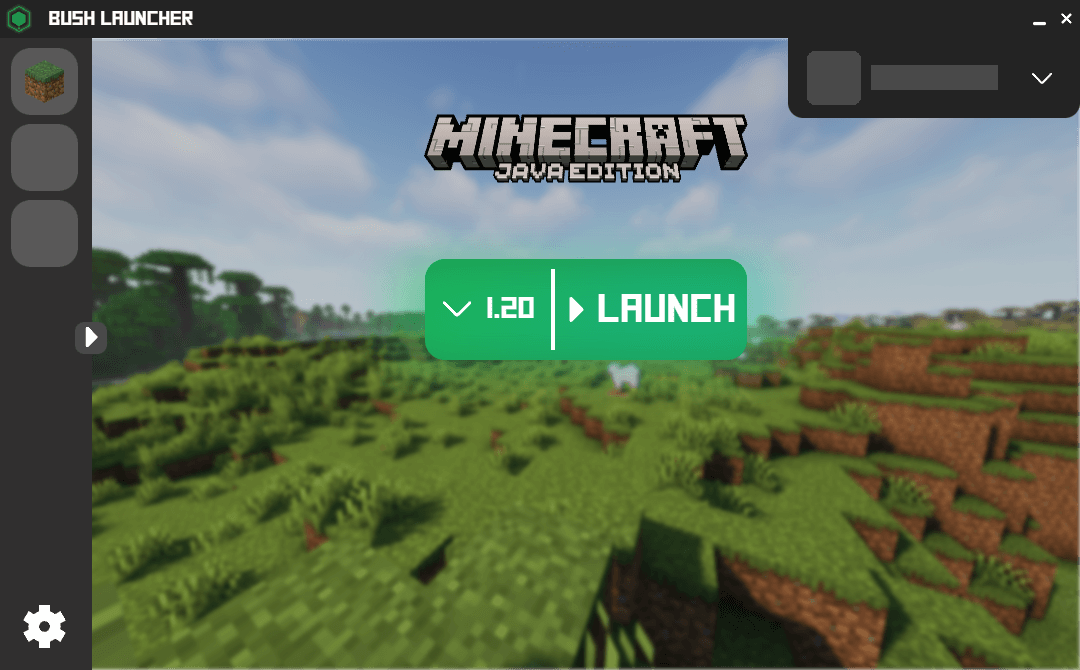 BUSH LAUNCHER
MINECRAFT
JAVA EDITION
1.20
LAUNCH